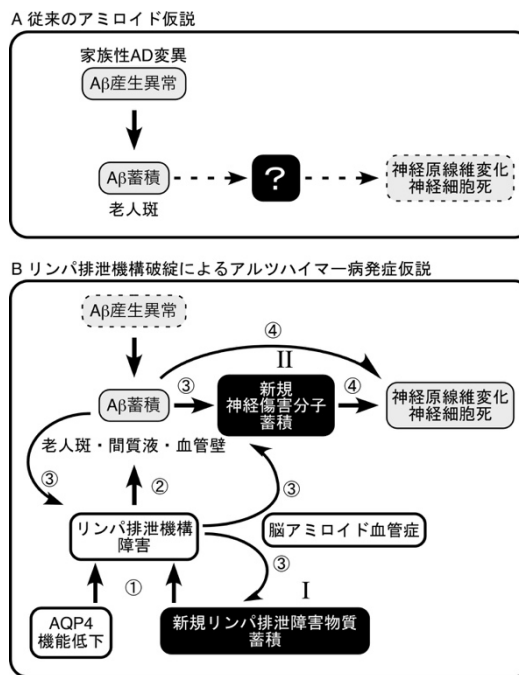 A 従来のアミロイド仮説
家族性AD変異
Aβ産生異常
Aβ蓄積
?
神経原線維変化
神経細胞死
老人斑
B リンパ排泄機構破綻によるアルツハイマー病発症仮説
Aβ産生異常
④
II
Aβ蓄積
③
新規
神経傷害分子
蓄積
④
神経原線維変化
神経細胞死
老人斑・間質液・血管壁
③
②
③
リンパ排泄機構
障害
脳アミロイド血管症
③
①
I
AQP4
機能低下
新規リンパ排泄障害物質
蓄積